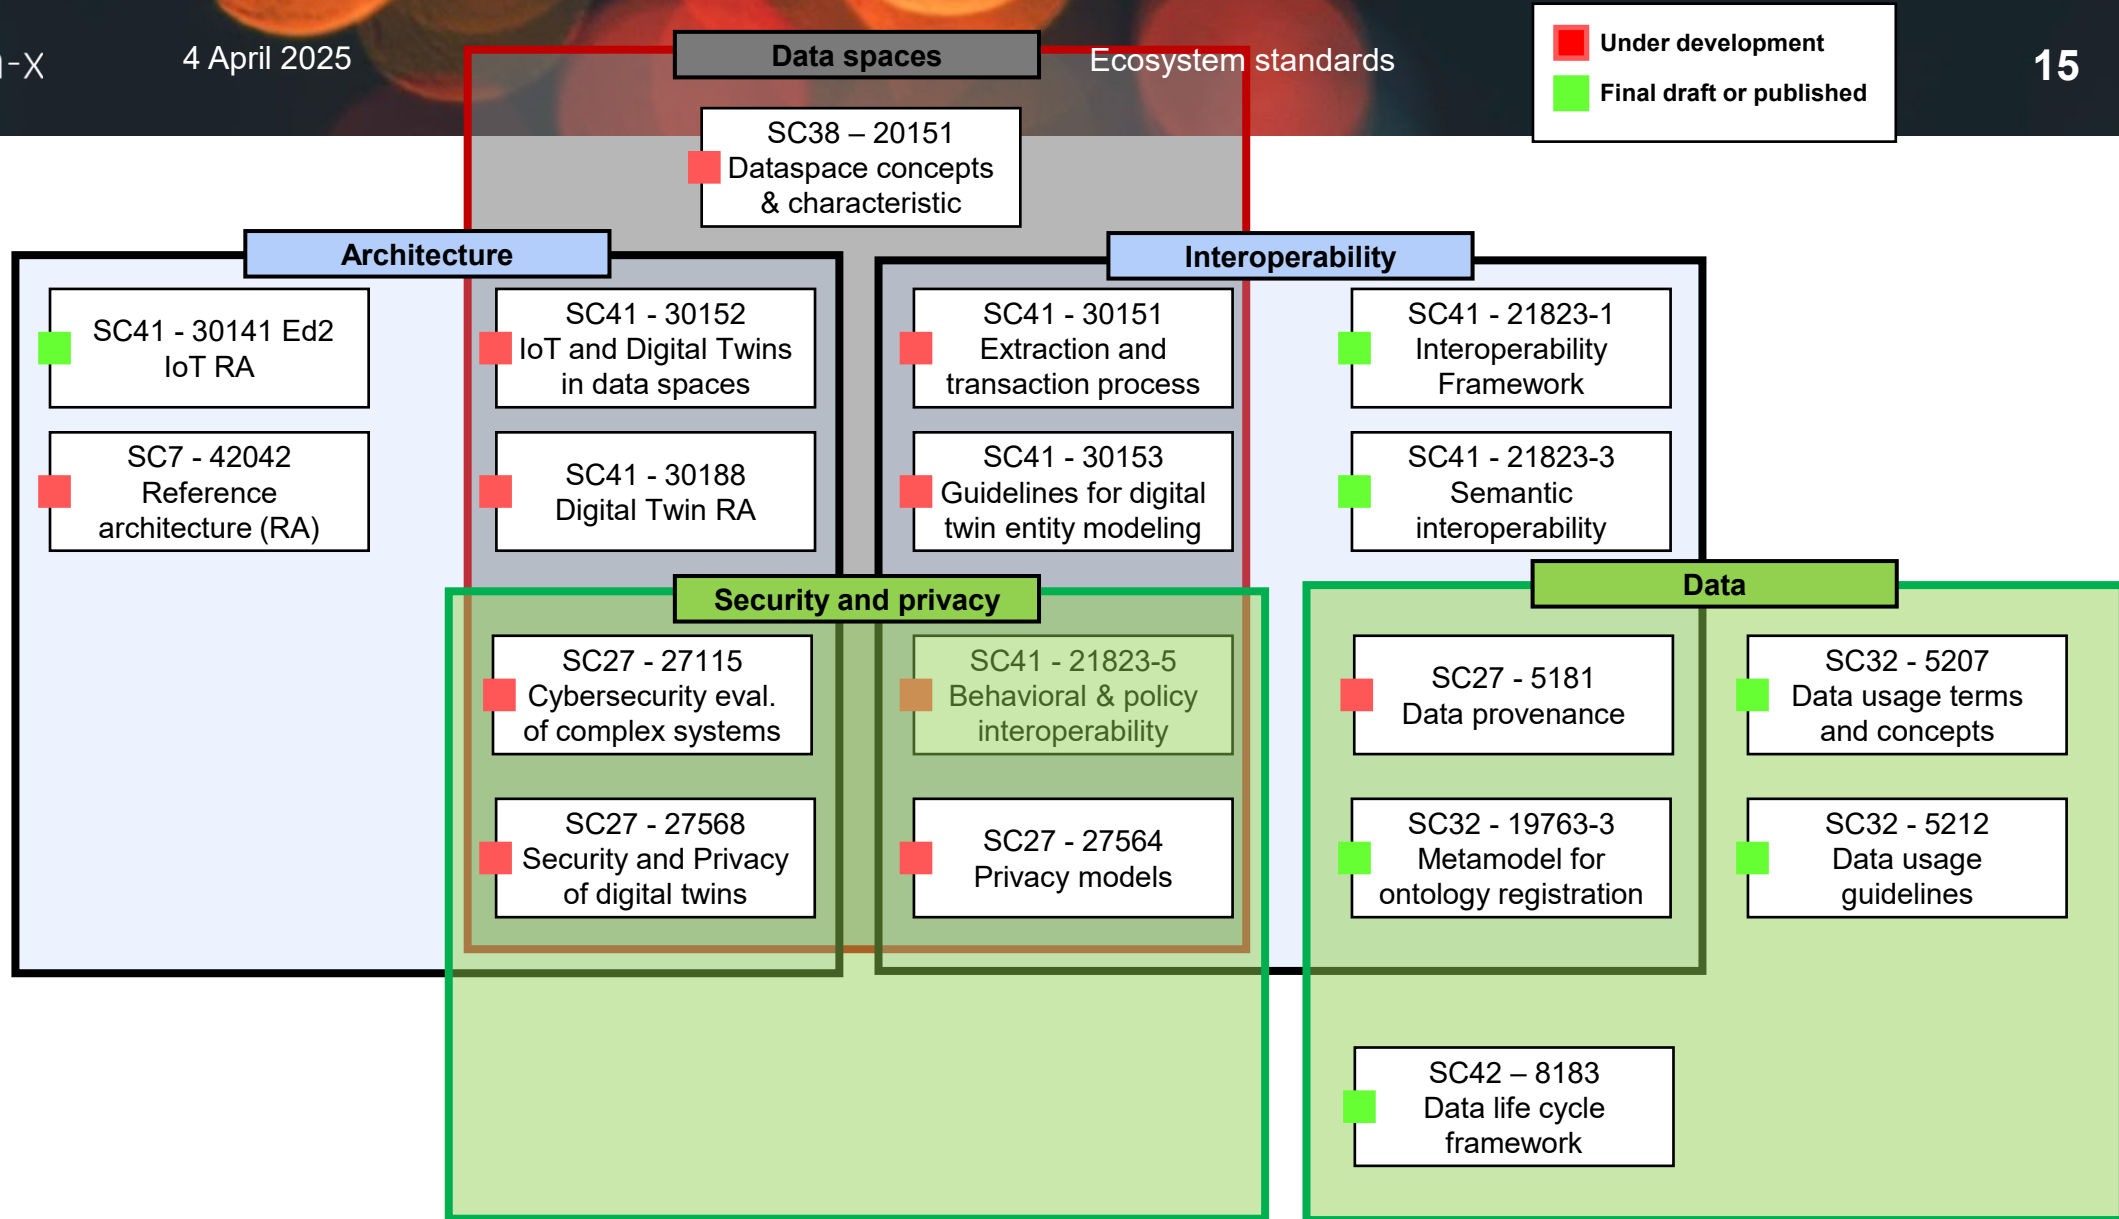 -x
4 April 2025
Data spaces
Ecosystem standards
Under development
Final draft or published
15
SC38 – 20151
Dataspace concepts
& characteristic
Architecture
Interoperability
SC41 - 30141 Ed2
IoT RA
SC41 - 30152
IoT and Digital Twins
in data spaces
SC41 - 30151
Extraction and
transaction process
SC41 - 21823-1
Interoperability
Framework
SC7 - 42042
Reference
architecture (RA)
SC41 - 30188
Digital Twin RA
SC41 - 30153
Guidelines for digital
twin entity modeling
SC41 - 21823-3
Semantic
interoperability
Security and privacy
Data
SC27 - 27115
Cybersecurity eval.
of complex systems
SC41 - 21823-5
Behavioral & policy
interoperability
SC27 - 5181
Data provenance
SC32 - 5207
Data usage terms
and concepts
SC27 - 27568
Security and Privacy
of digital twins
SC27 - 27564
Privacy models
SC32 - 19763-3
Metamodel for
ontology registration
SC32 - 5212
Data usage
guidelines
SC42 – 8183
Data life cycle
framework